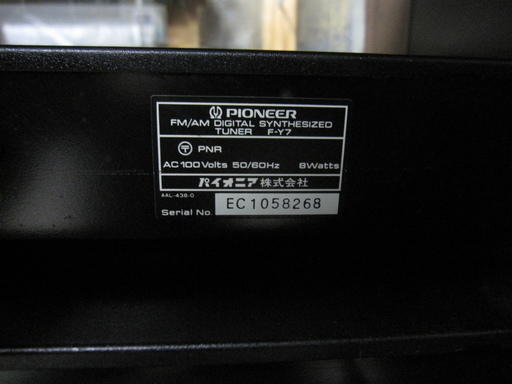 PIONEER
FM/AM DIGITAL SYNTHESIZED
TUNER F-Y7
〒 PNR
AC 100 Volts 50/60Hz 8Watts
パイオニア株式会社
AAL-438-0
Serial No. EC1058268